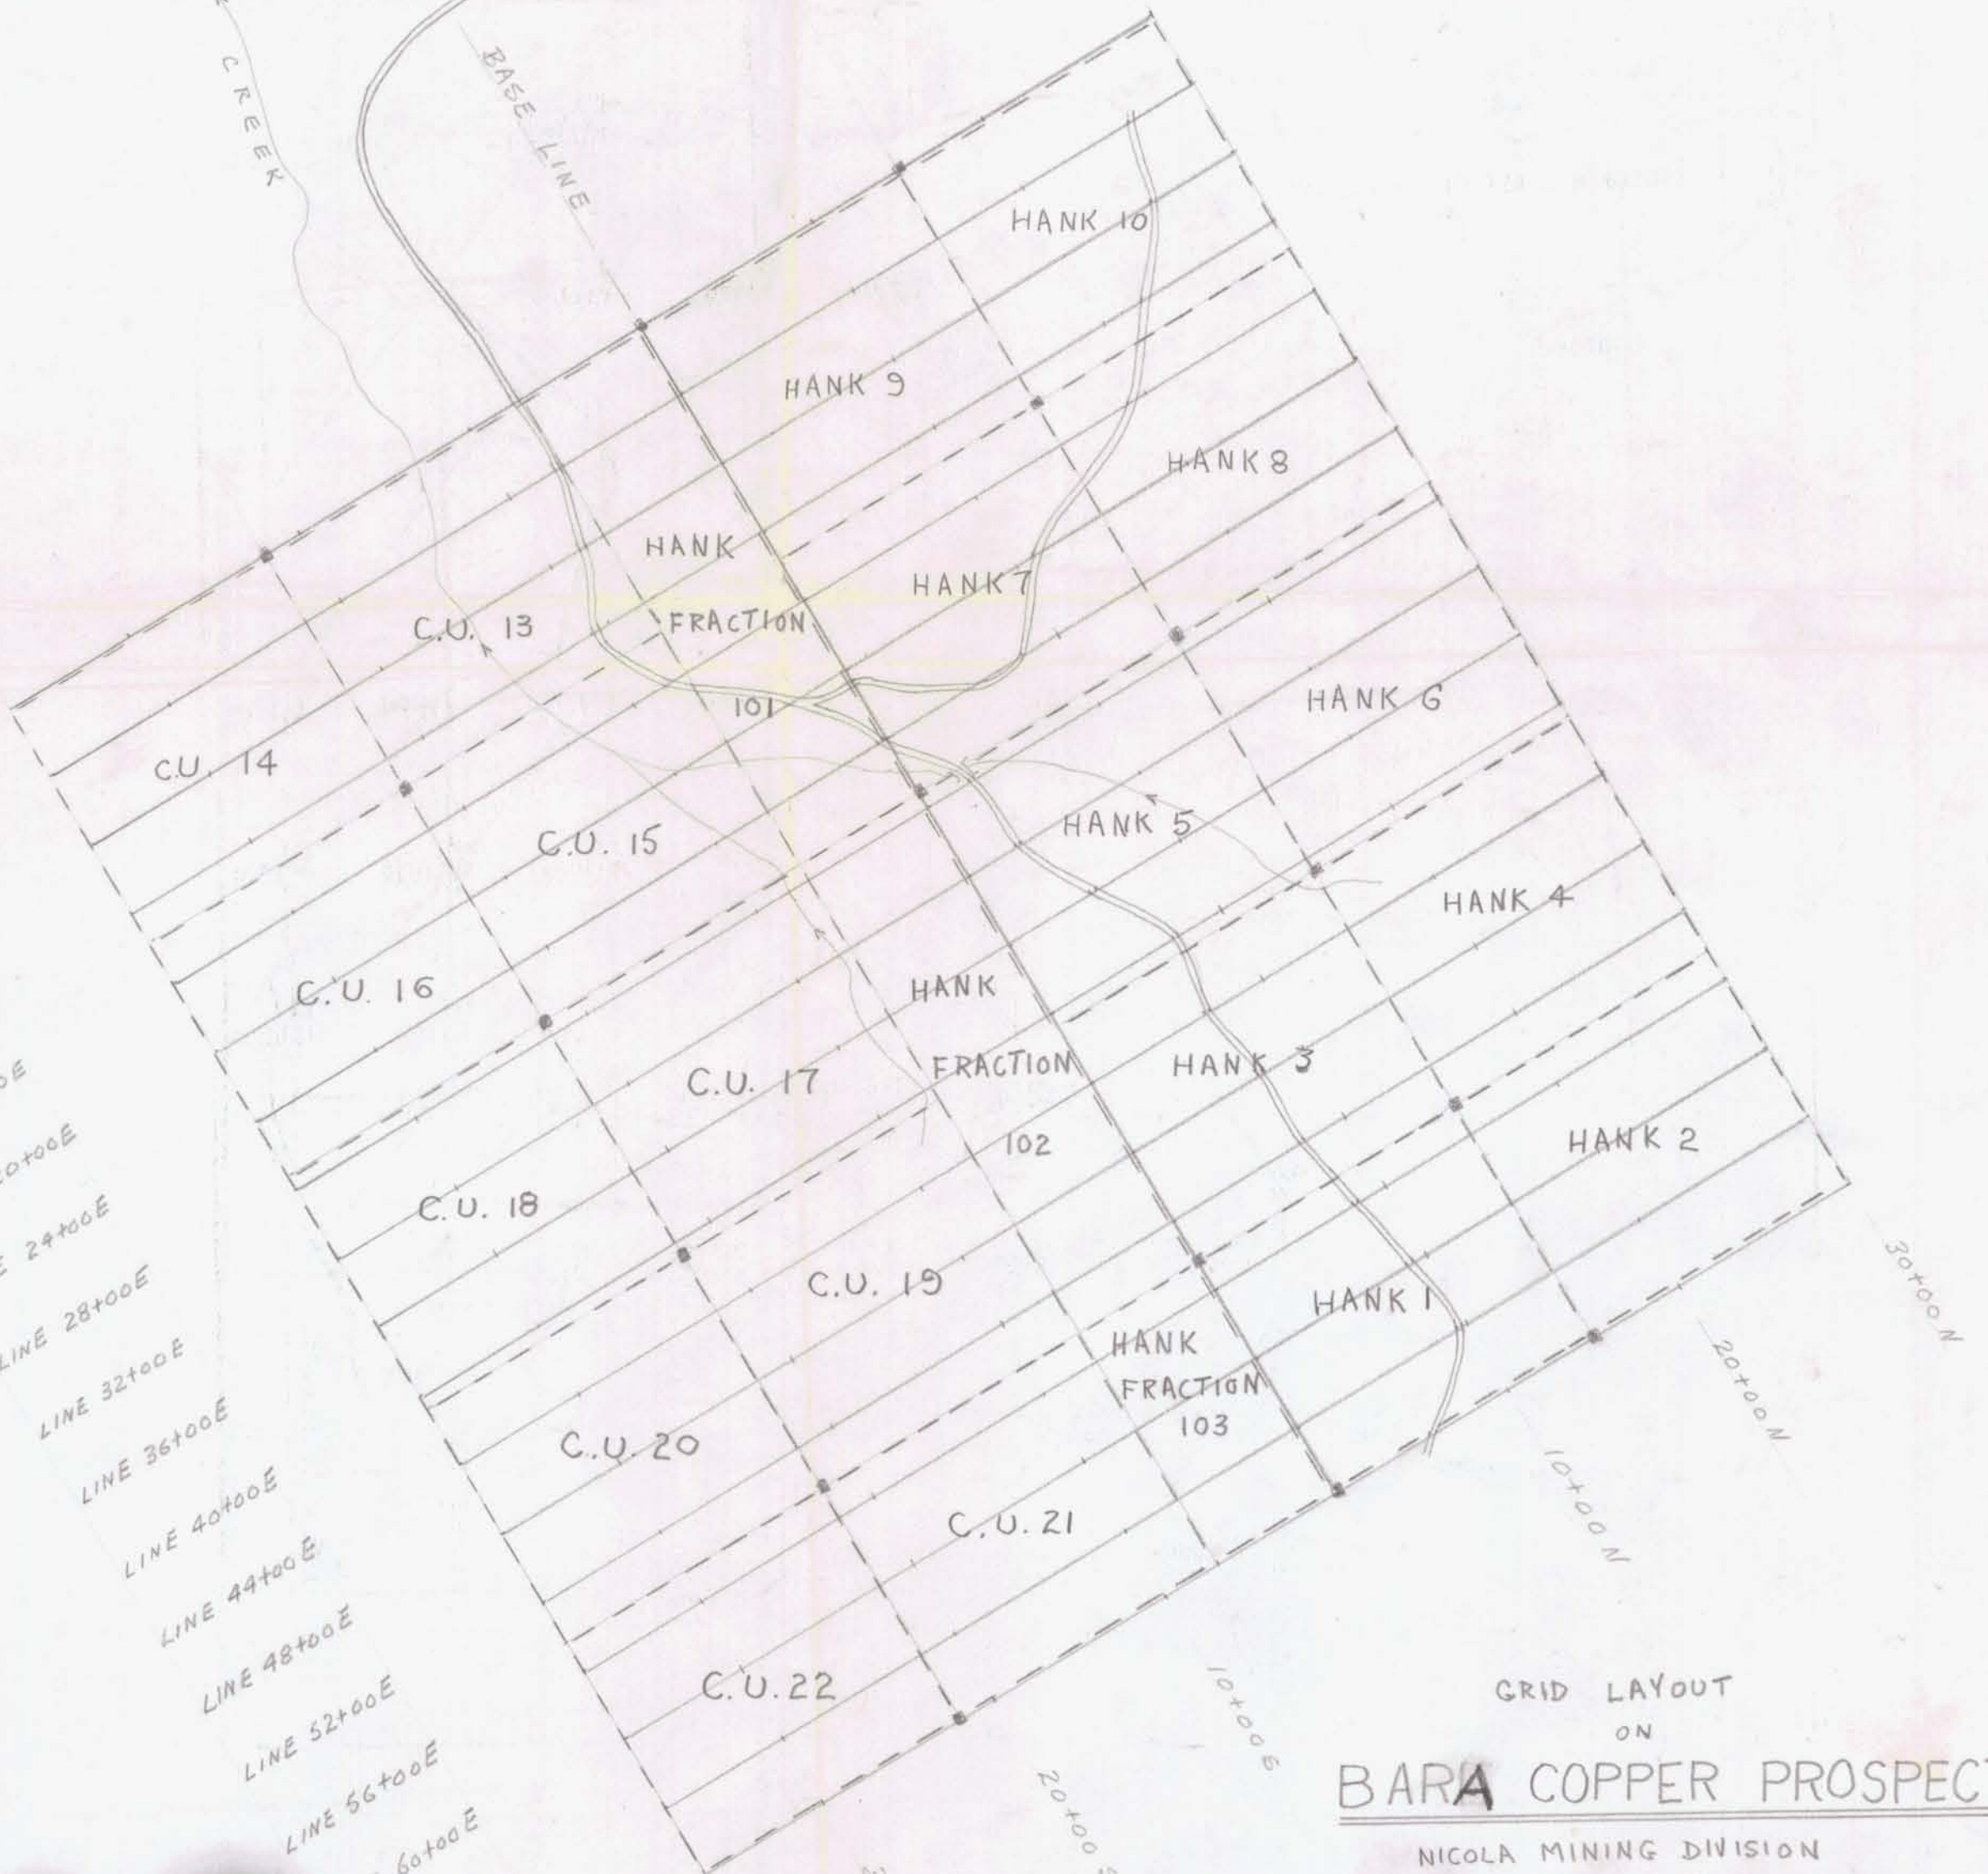 CREEK
BASE LINE
HANK 10
HANK 9
HANK 8
HANK
FRACTION
101
HANK 7
C.U. 13
C.U. 14
HANK 6
HANK 5
C.U. 15
HANK 4
C.U. 16
HANK
FRACTION
102
HANK 3
C.U. 17
HANK 2
C.U. 18
C.U. 19
HANK 1
HANK
FRACTION
103
C.U. 20
C.U. 21
C.U. 22
24+00E
LINE 28+00E
LINE 32+00E
LINE 36+00E
LINE 40+00E
LINE 44+00E
LINE 48+00E
LINE 52+00E
LINE 56+00E
60+00E
30+00N
20+00N
10+00N
10+00S
20+00S
GRID LAYOUT
ON
BARA COPPER PROSPECT
NICOLA MINING DIVISION